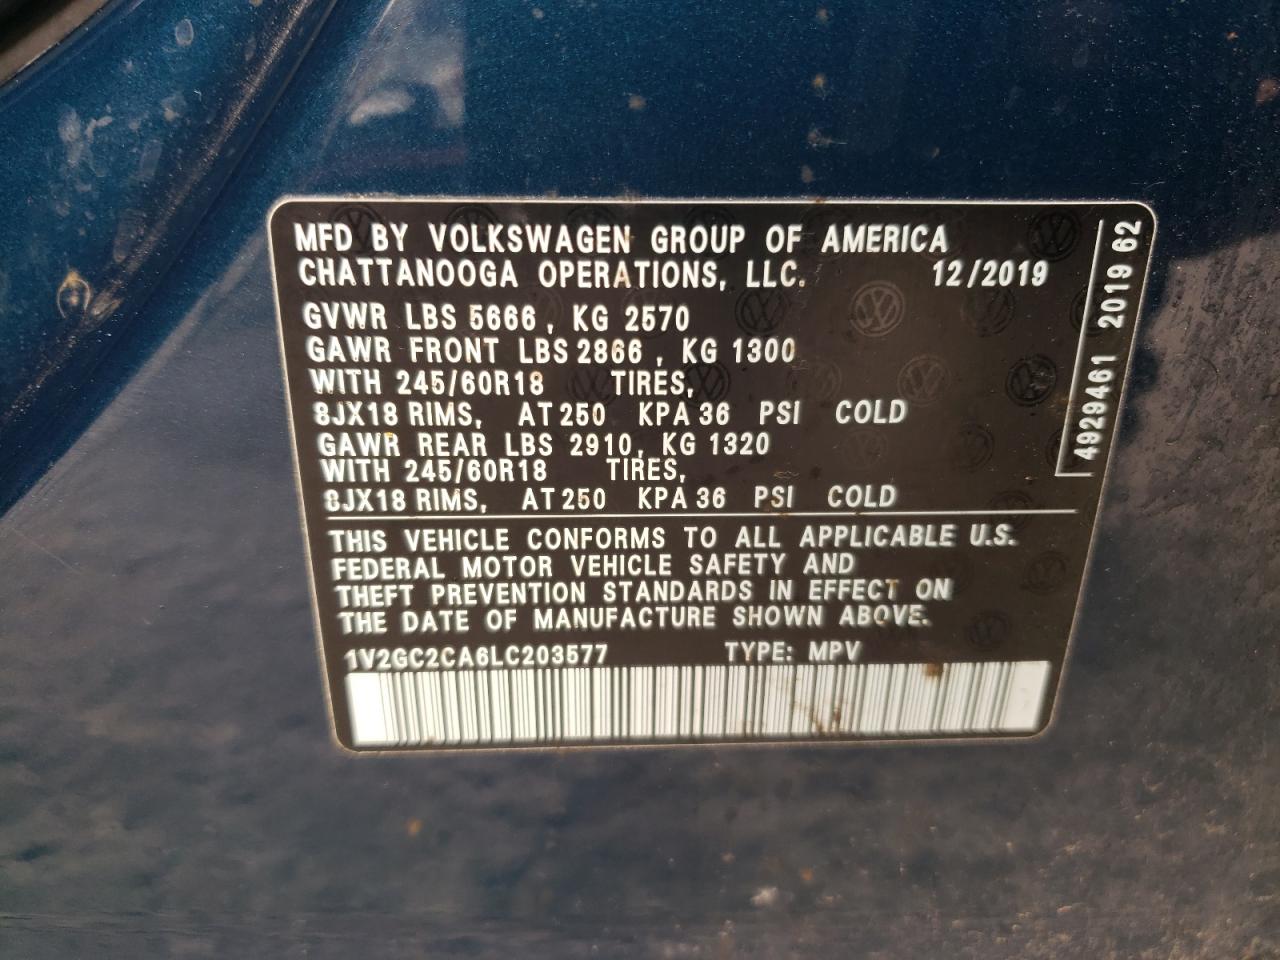 MFD BY VOLKSWAGEN GROUP OF AMERICA
CHATTANOOGA OPERATIONS, LLC. 12/2019
GVWR LBS 5666, KG 2570
GAWR FRONT LBS 2866, KG 1300
WITH 245/60R18 TIRES,
8JX18 RIMS, AT 250 KPA 36 PSI COLD
GAWR REAR LBS 2910, KG 1320
WITH 245/60R18 TIRES,
8JX18 RIMS, AT 250 KPA 36 PSI COLD
THIS VEHICLE CONFORMS TO ALL APPLICABLE U.S.
FEDERAL MOTOR VEHICLE SAFETY AND
THEFT PREVENTION STANDARDS IN EFFECT ON
THE DATE OF MANUFACTURE SHOWN ABOVE.
1V2GC2CA6LC203577 TYPE: MPV
4929461 2019 62